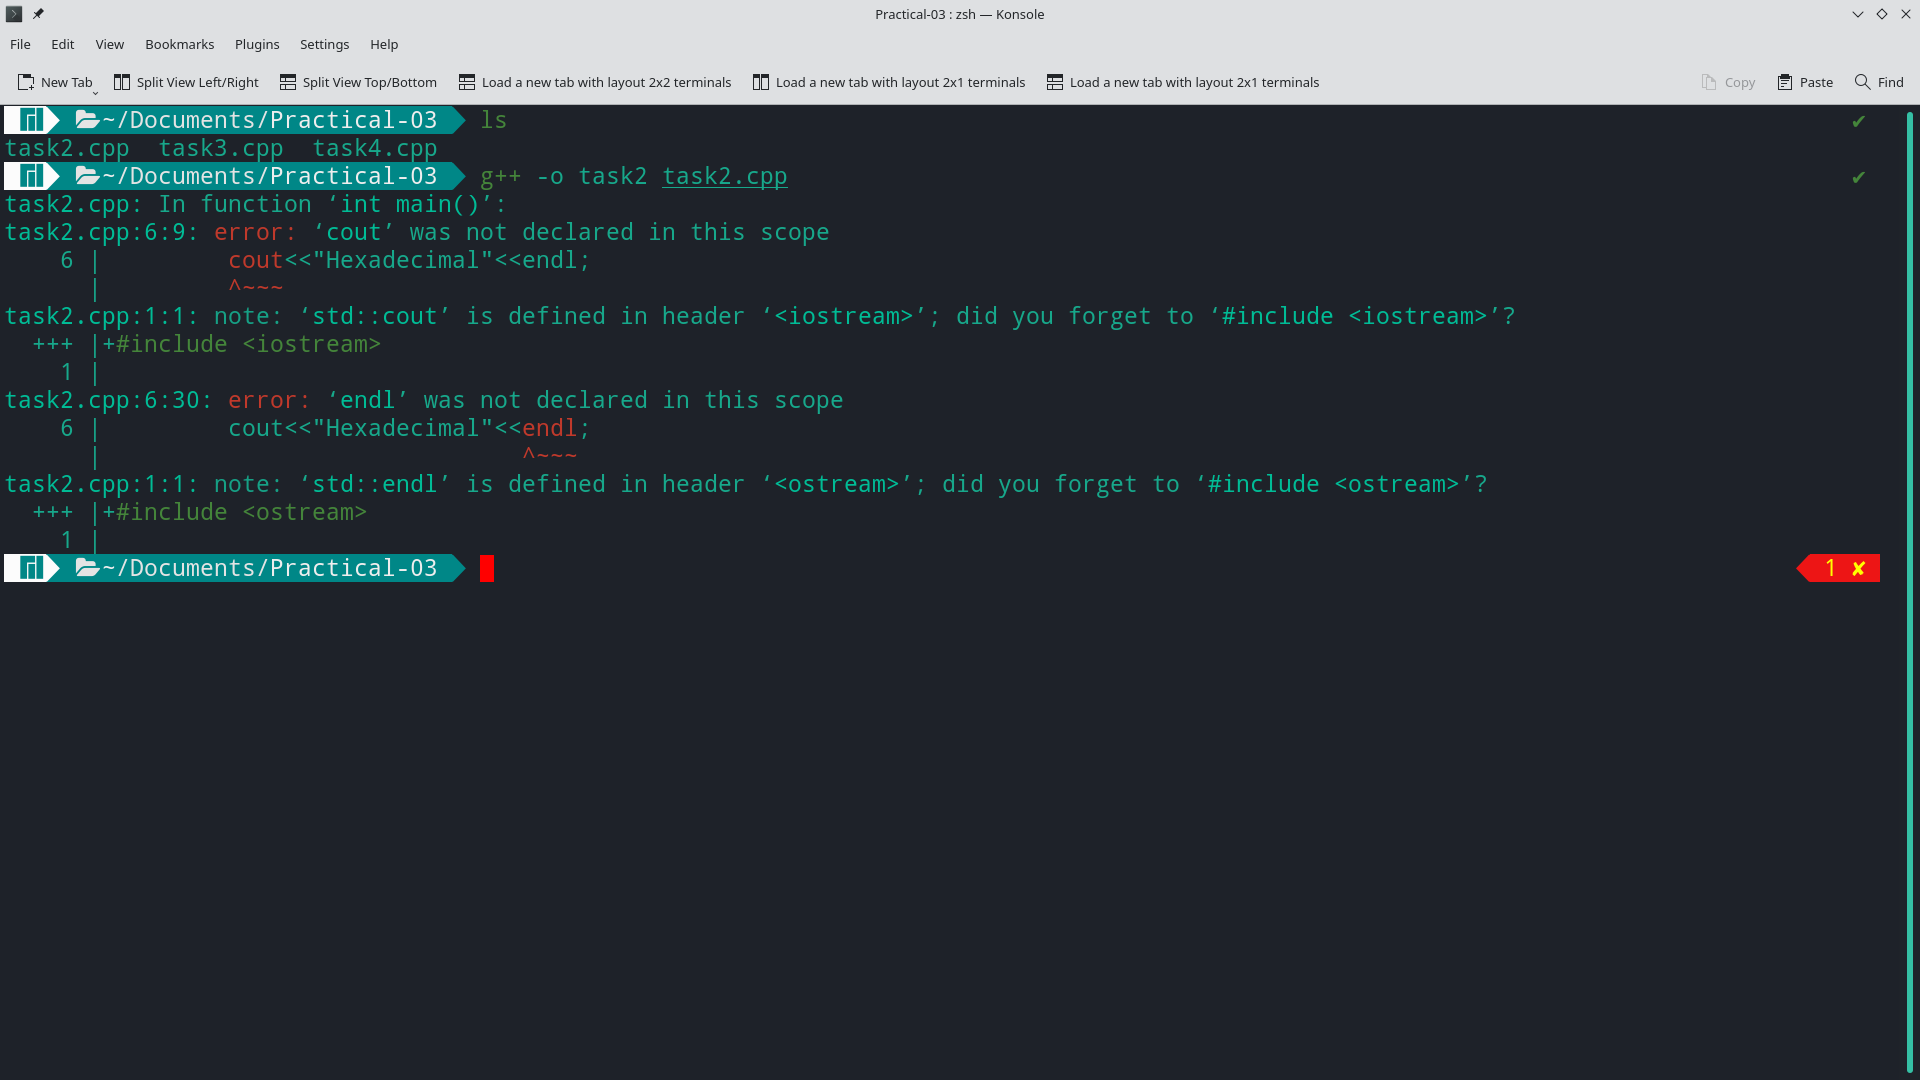 Practical-03 : zsh — Konsole
File Edit View Bookmarks Plugins Settings Help
New Tab Split View Left/Right Split View Top/Bottom Load a new tab with layout 2x2 terminals Load a new tab with layout 2x1 terminals Load a new tab with layout 2x1 terminals Copy Paste Find
~/Documents/Practical-03 ls ✔
task2.cpp  task3.cpp  task4.cpp
~/Documents/Practical-03 g++ -o task2 task2.cpp ✔
task2.cpp: In function ‘int main()’:
task2.cpp:6:9: error: ‘cout’ was not declared in this scope
    6 |         cout<<"Hexadecimal"<<endl;
      |         ^~~~
task2.cpp:1:1: note: ‘std::cout’ is defined in header ‘<iostream>’; did you forget to ‘#include <iostream>’?
  +++ |+#include <iostream>
    1 |
task2.cpp:6:30: error: ‘endl’ was not declared in this scope
    6 |         cout<<"Hexadecimal"<<endl;
      |                              ^~~~
task2.cpp:1:1: note: ‘std::endl’ is defined in header ‘<ostream>’; did you forget to ‘#include <ostream>’?
  +++ |+#include <ostream>
    1 |
~/Documents/Practical-03 1 ✘